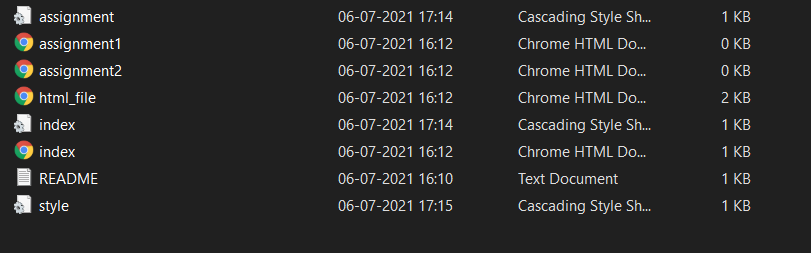 assignment 06-07-2021 17:14 Cascading Style Sh... 1 KB
assignment1 06-07-2021 16:12 Chrome HTML Do... 0 KB
assignment2 06-07-2021 16:12 Chrome HTML Do... 0 KB
html_file 06-07-2021 16:12 Chrome HTML Do... 2 KB
index 06-07-2021 17:14 Cascading Style Sh... 1 KB
index 06-07-2021 16:12 Chrome HTML Do... 1 KB
README 06-07-2021 16:10 Text Document 1 KB
style 06-07-2021 17:15 Cascading Style Sh... 1 KB